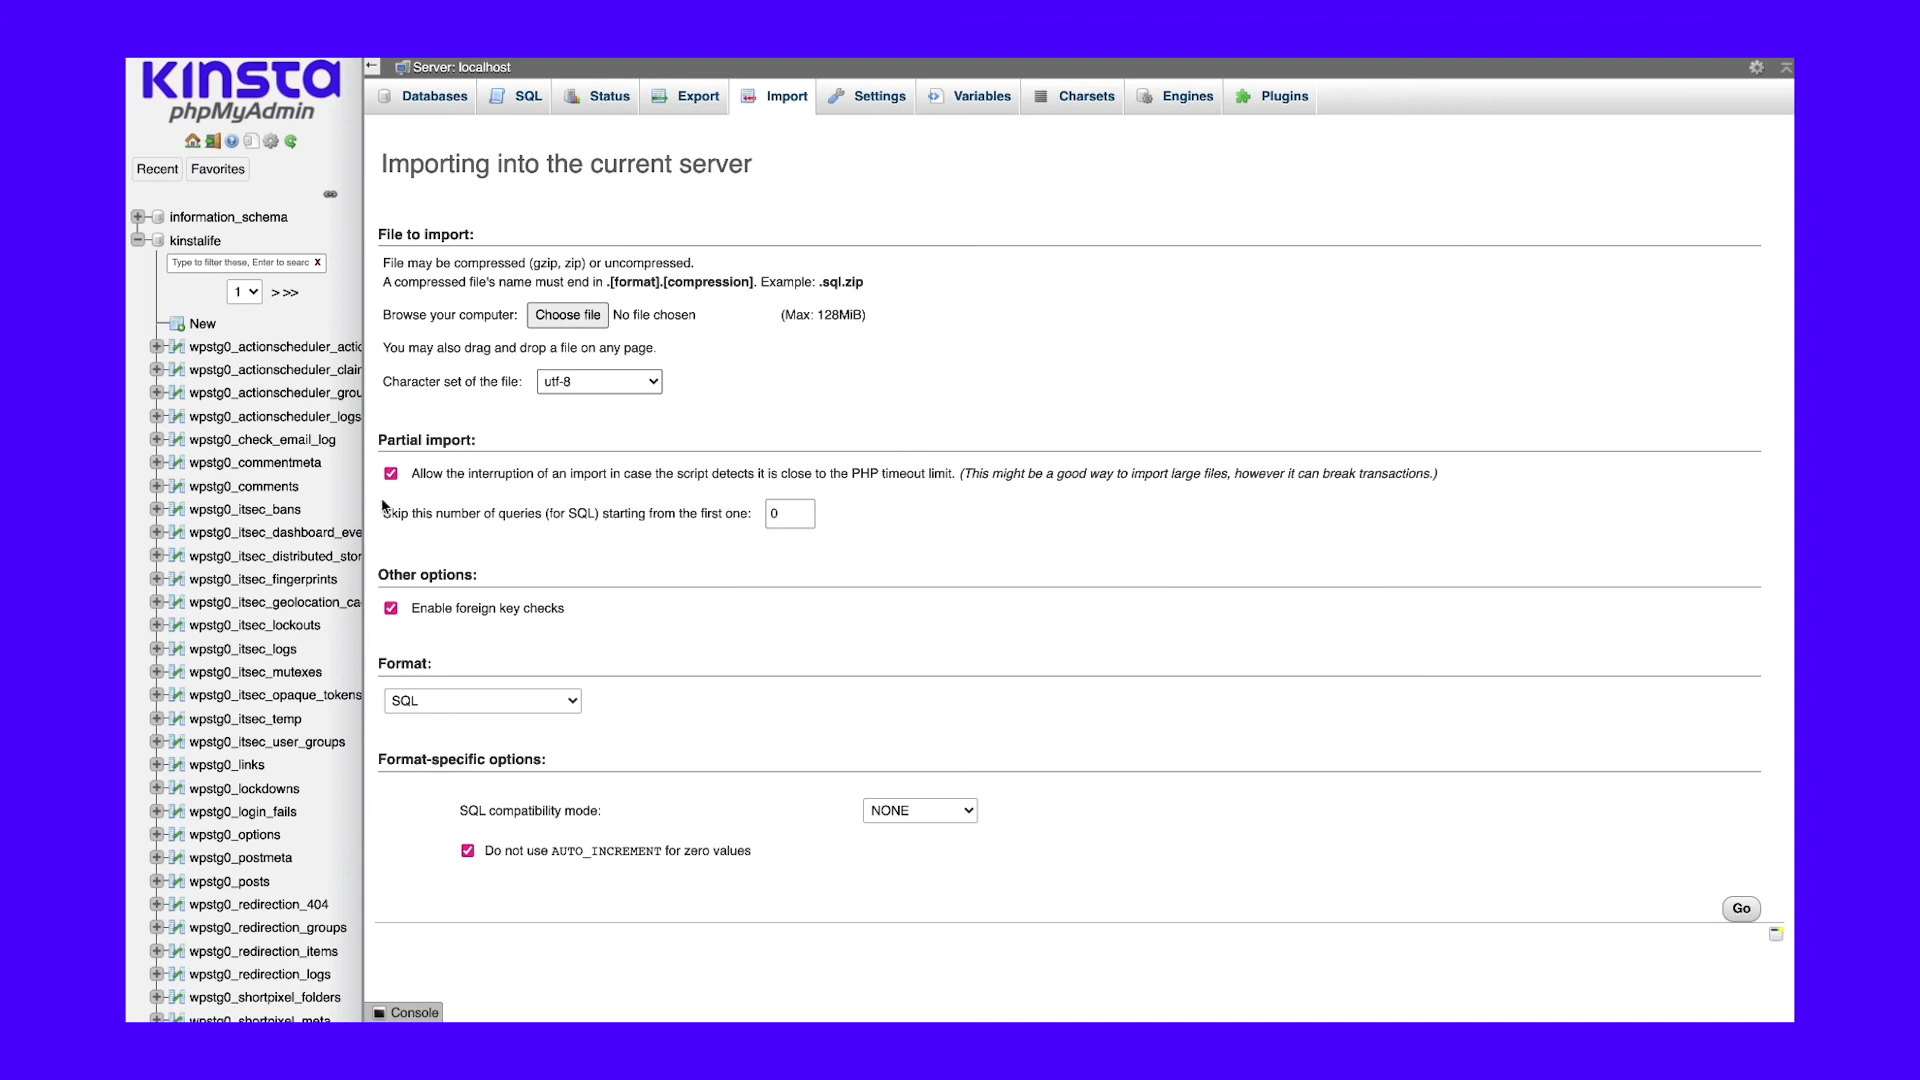 KINSTA
phpMyAdmin
Recent
Favorites
information_schema
kinstalife
Type to filter these, Enter to searc X
1
> >>
New
wpstg0_actionscheduler_actic
wpstg0_actionscheduler_clair
wpstg0_actionscheduler_grou
wpstg0_actionscheduler_logs
wpstg0_check_email_log
wpstg0_commentmeta
wpstg0_comments
wpstg0_itsec_bans
wpstg0_itsec_dashboard_eve
wpstg0_itsec_distributed_stor
wpstg0_itsec_fingerprints
wpstg0_itsec_geolocation_ca
wpstg0_itsec_lockouts
wpstg0_itsec_logs
wpstg0_itsec_mutexes
wpstg0_itsec_opaque_tokens
wpstg0_itsec_temp
wpstg0_itsec_user_groups
wpstg0_links
wpstg0_lockdowns
wpstg0_login_fails
wpstg0_options
wpstg0_postmeta
wpstg0_posts
wpstg0_redirection_404
wpstg0_redirection_groups
wpstg0_redirection_items
wpstg0_redirection_logs
wpstg0_shortpixel_folders
wpstg0_shortpixel_meta
Server: localhost
Databases SQL Status Export Import Settings Variables Charsets Engines Plugins
Importing into the current server
File to import:
File may be compressed (gzip, zip) or uncompressed.
A compressed file's name must end in .[format].[compression]. Example: .sql.zip
Browse your computer: Choose file No file chosen (Max: 128MiB)
You may also drag and drop a file on any page.
Character set of the file: utf-8
Partial import:
Allow the interruption of an import in case the script detects it is close to the PHP timeout limit. (This might be a good way to import large files, however it can break transactions.)
Skip this number of queries (for SQL) starting from the first one: 0
Other options:
Enable foreign key checks
Format:
SQL
Format-specific options:
SQL compatibility mode: NONE
Do not use AUTO_INCREMENT for zero values
Go
Console